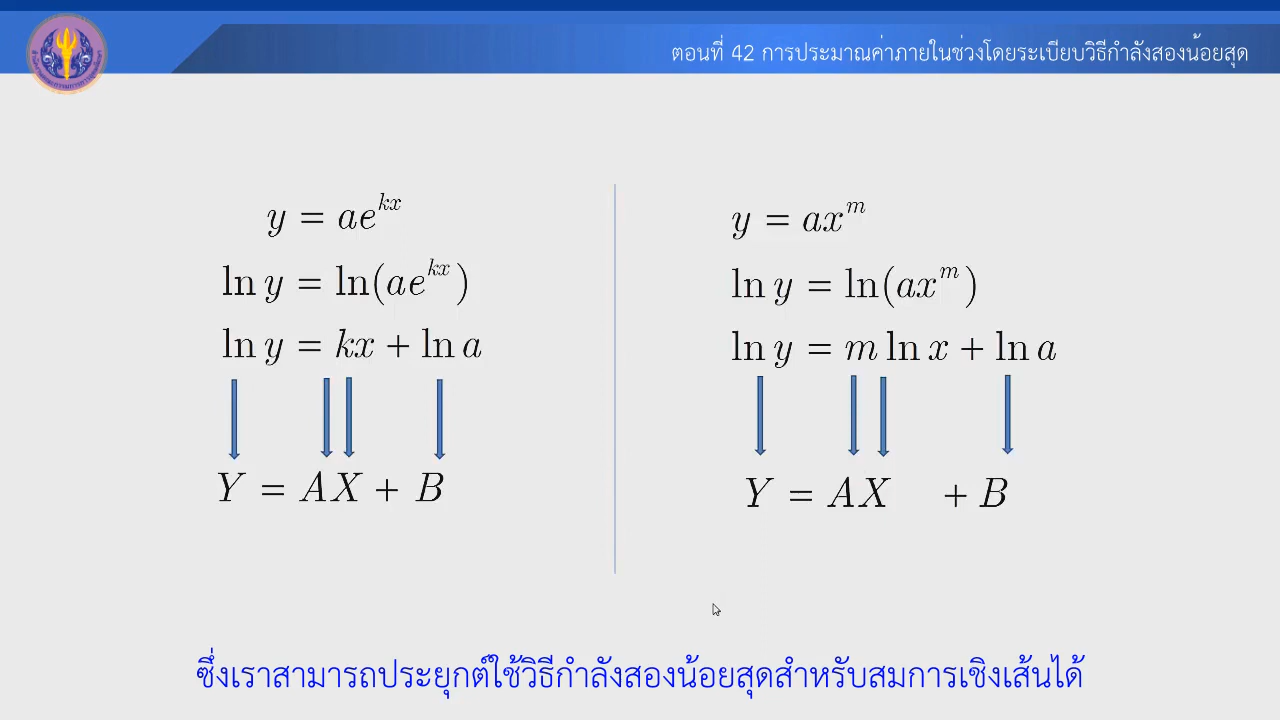 ตอนที่ 42 การประมาณค่าภายในช่วงโดยระเบียบวิธีกำลังสองน้อยสุด
y = ae^{kx}
ln y = ln(ae^{kx})
ln y = kx + ln a
Y = AX + B
y = ax^m
ln y = ln(ax^m)
ln y = m ln x + ln a
Y = AX + B
ซึ่งเราสามารถประยุกต์ใช้วิธีกำลังสองน้อยสุดสำหรับสมการเชิงเส้นได้